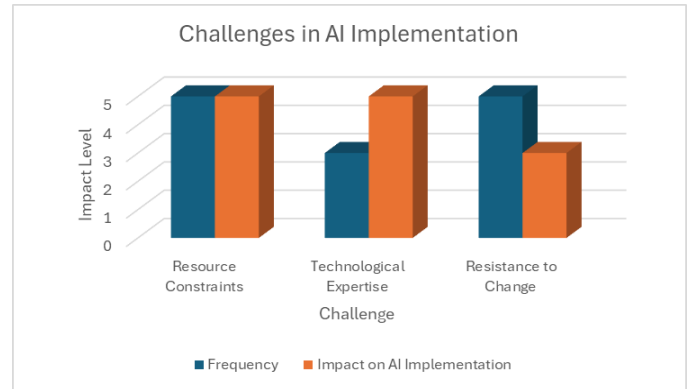 Challenges in AI Implementation
5
4
3
2
1
0
Impact Level
Resource
Constraints
Technological
Expertise
Resistance to
Change
Challenge
Frequency
Impact on AI Implementation